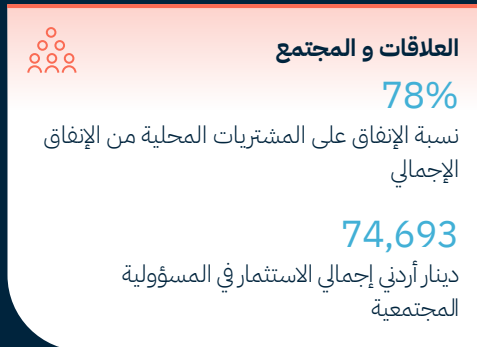 العلاقات و المجتمع
78%
نسبة الإنفاق على المشتريات المحلية من الإنفاق
الإجمالي
74,693
دينار أردني إجمالي الاستثمار في المسؤولية
المجتمعية